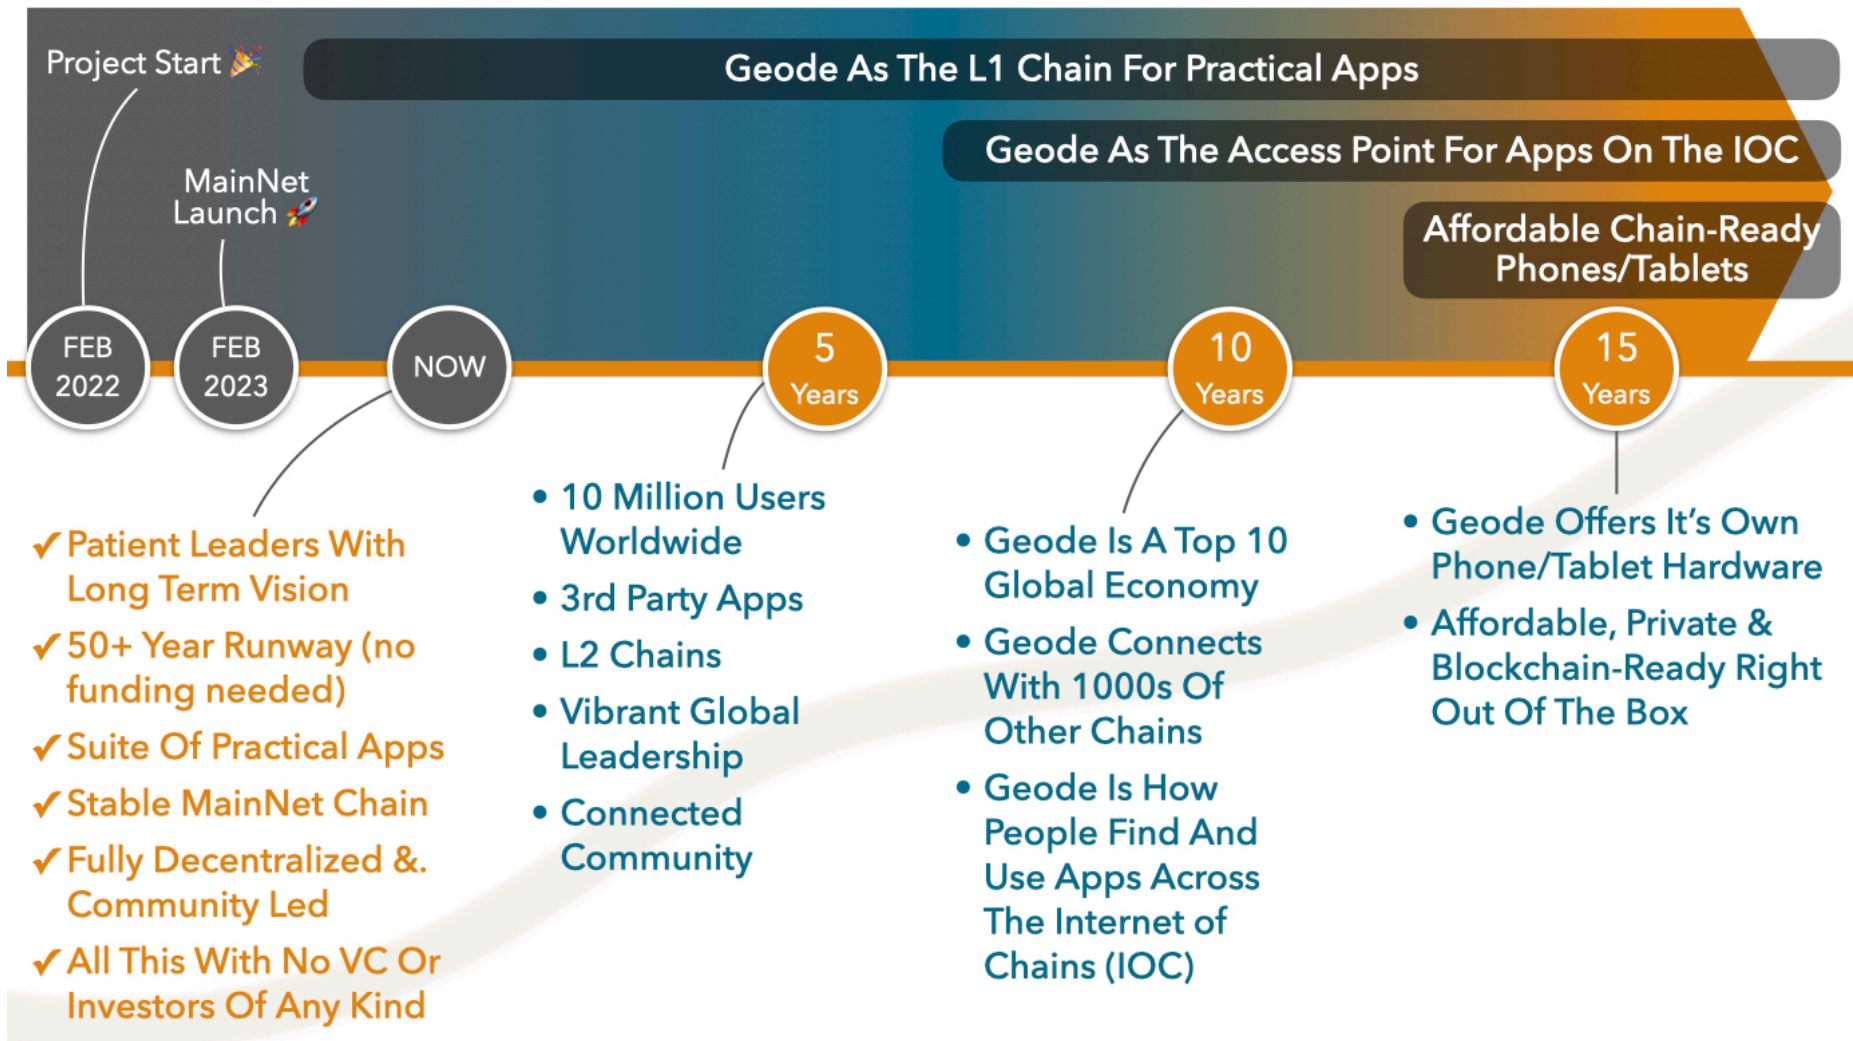 Project Start 🎉
Geode As The L1 Chain For Practical Apps
Geode As The Access Point For Apps On The IOC
MainNet
Launch 🚀
Affordable Chain-Ready
Phones/Tablets
FEB
2022
FEB
2023
NOW
5
Years
10
Years
15
Years
✓ Patient Leaders With
Long Term Vision
✓ 50+ Year Runway (no
funding needed)
✓ Suite Of Practical Apps
✓ Stable MainNet Chain
✓ Fully Decentralized &.
Community Led
✓ All This With No VC Or
Investors Of Any Kind
• 10 Million Users
Worldwide
• 3rd Party Apps
• L2 Chains
• Vibrant Global
Leadership
• Connected
Community
• Geode Is A Top 10
Global Economy
• Geode Connects
With 1000s Of
Other Chains
• Geode Is How
People Find And
Use Apps Across
The Internet of
Chains (IOC)
• Geode Offers It's Own
Phone/Tablet Hardware
• Affordable, Private &
Blockchain-Ready Right
Out Of The Box